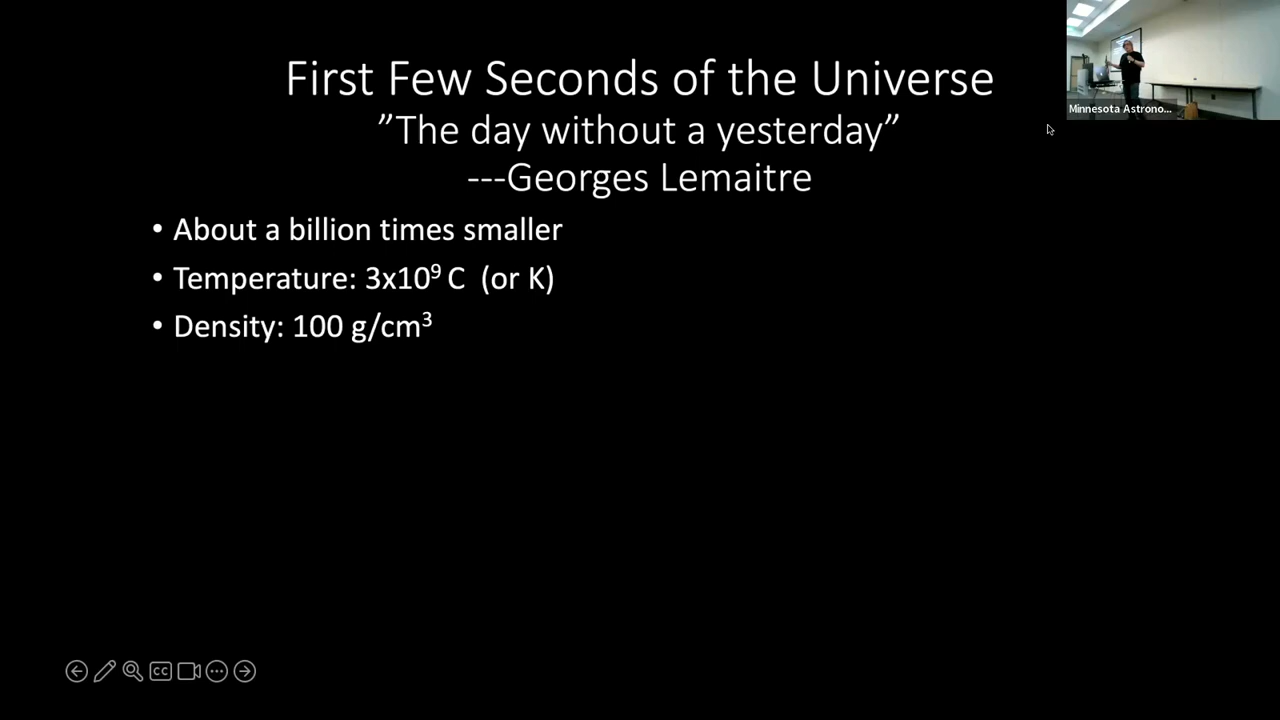 First Few Seconds of the Universe
”The day without a yesterday”
---Georges Lemaitre
• About a billion times smaller
• Temperature: 3x10⁹ C (or K)
• Density: 100 g/cm³
Minnesota Astrono...
CC